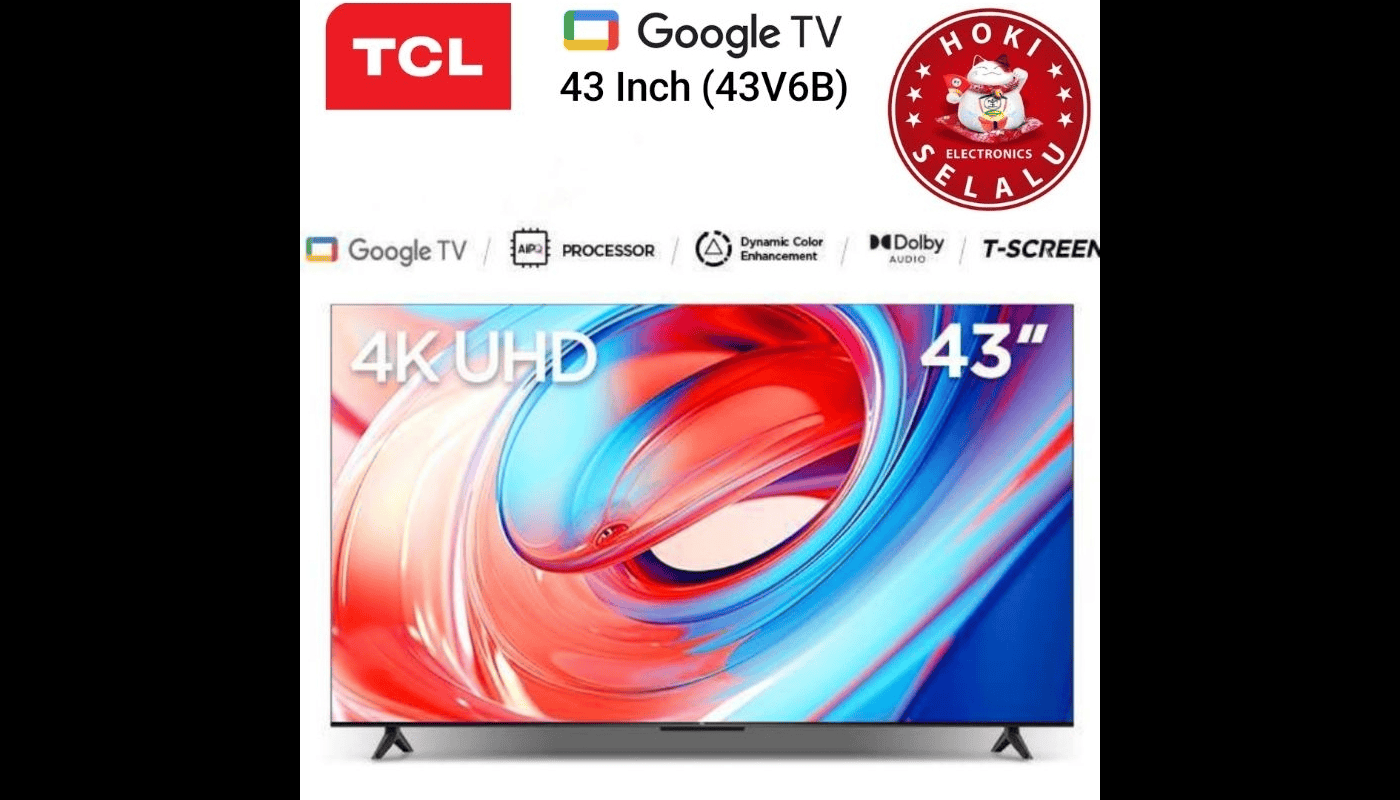 TCL
Google TV
43 Inch (43V6B)
HOKI
ELECTRONICS
SELALU
Google TV / AiPQ PROCESSOR / Dynamic Color Enhancement / Dolby AUDIO / T-SCREEN
4K UHD
43"